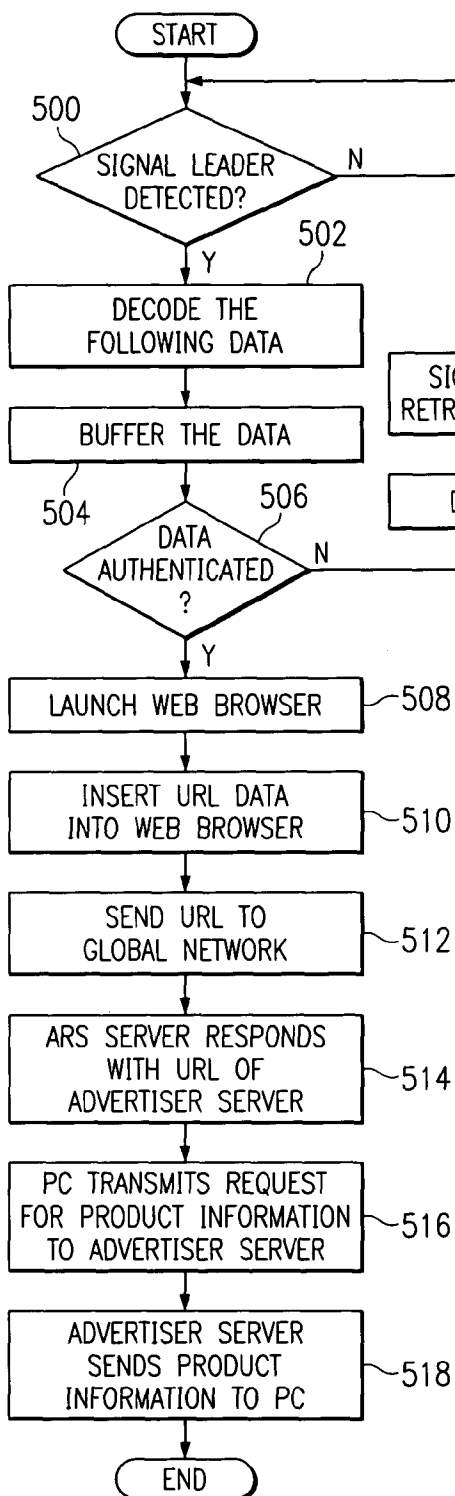 START
500
SIGNAL LEADER
DETECTED?
N
Y
502
DECODE THE
FOLLOWING DATA
BUFFER THE DATA
504
506
DATA
AUTHENTICATED
?
N
Y
LAUNCH WEB BROWSER
508
INSERT URL DATA
INTO WEB BROWSER
510
SEND URL TO
GLOBAL NETWORK
512
ARS SERVER RESPONDS
WITH URL OF
ADVERTISER SERVER
514
PC TRANSMITS REQUEST
FOR PRODUCT INFORMATION
TO ADVERTISER SERVER
516
ADVERTISER SERVER
SENDS PRODUCT
INFORMATION TO PC
518
END